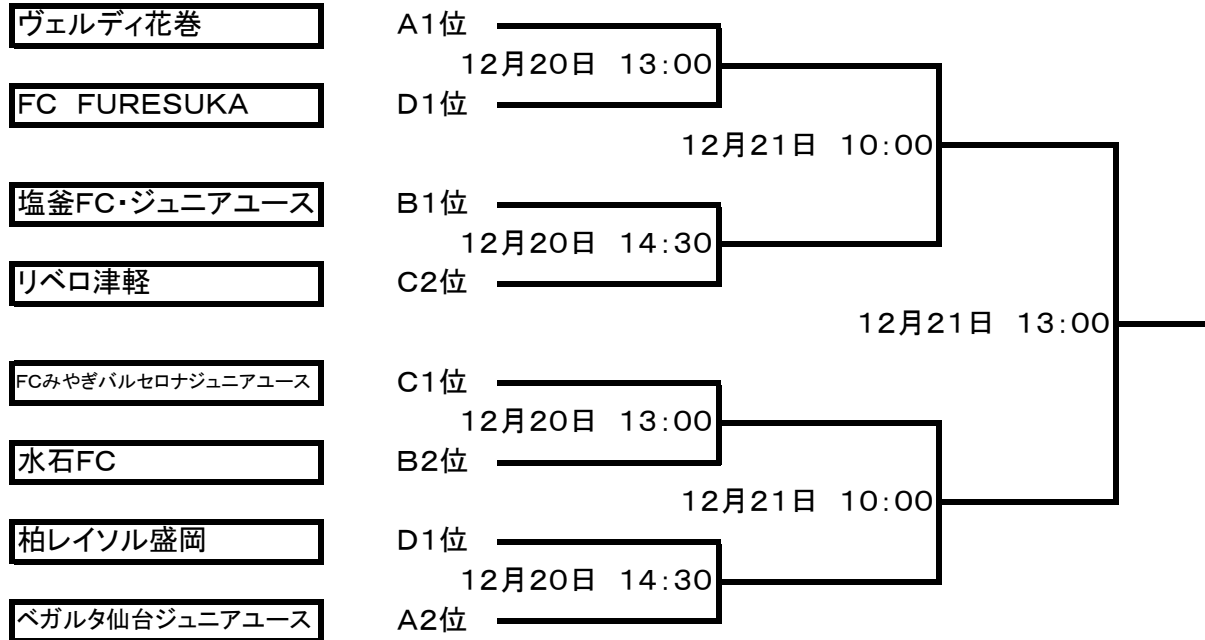 ヴェルディ花巻 A1位
12月20日 13:00
FC FURESUKA D1位
12月21日 10:00
塩釜FC・ジュニアユース B1位
12月20日 14:30
リベロ津軽 C2位
12月21日 13:00
FCみやぎバルセロナジュニアユース C1位
12月20日 13:00
水石FC B2位
12月21日 10:00
柏レイソル盛岡 D1位
12月20日 14:30
ベガルタ仙台ジュニアユース A2位